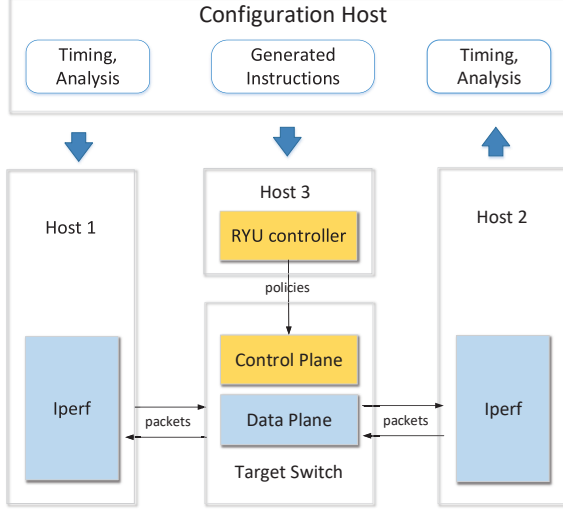 Configuration Host
Timing,
Analysis
Generated
Instructions
Timing,
Analysis
Host 1
Host 3
RYU controller
Host 2
policies
Control Plane
Iperf
Data Plane
Iperf
packets
packets
Target Switch